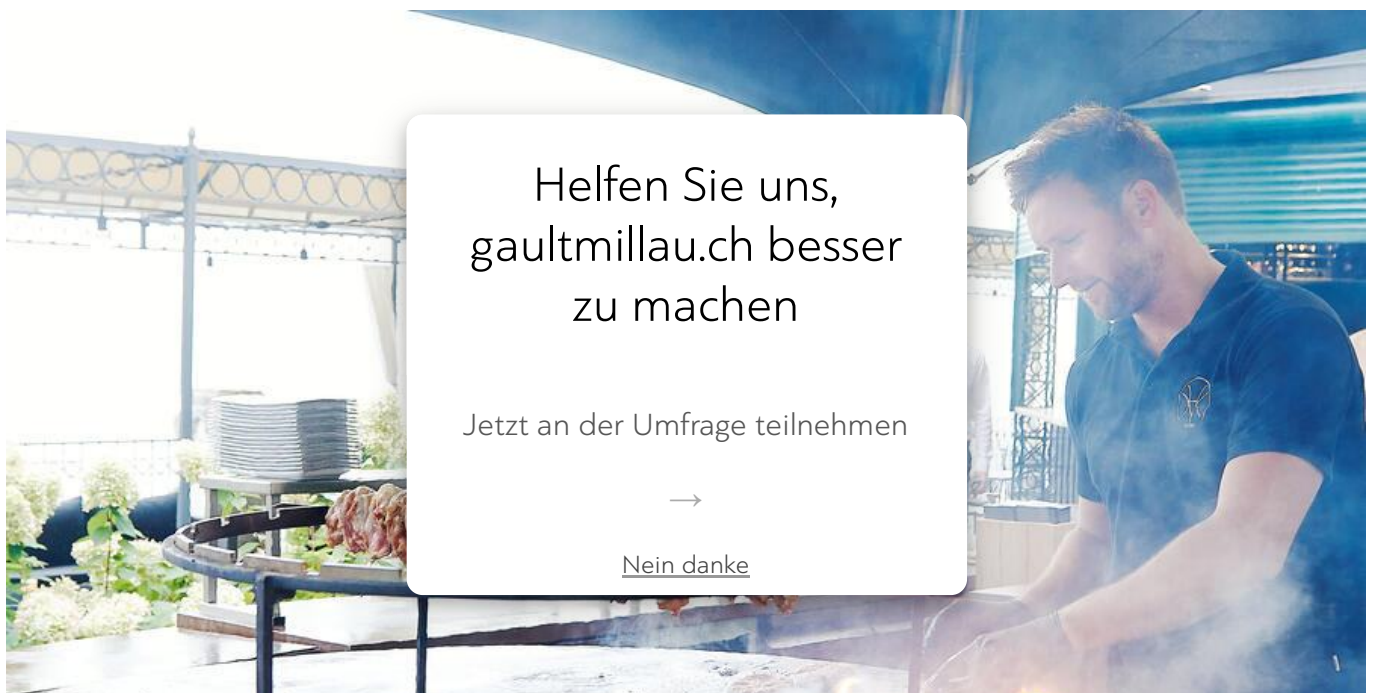 Helfen Sie uns,
gaultmillau.ch besser
zu machen
Jetzt an der Umfrage teilnehmen
→
Nein danke